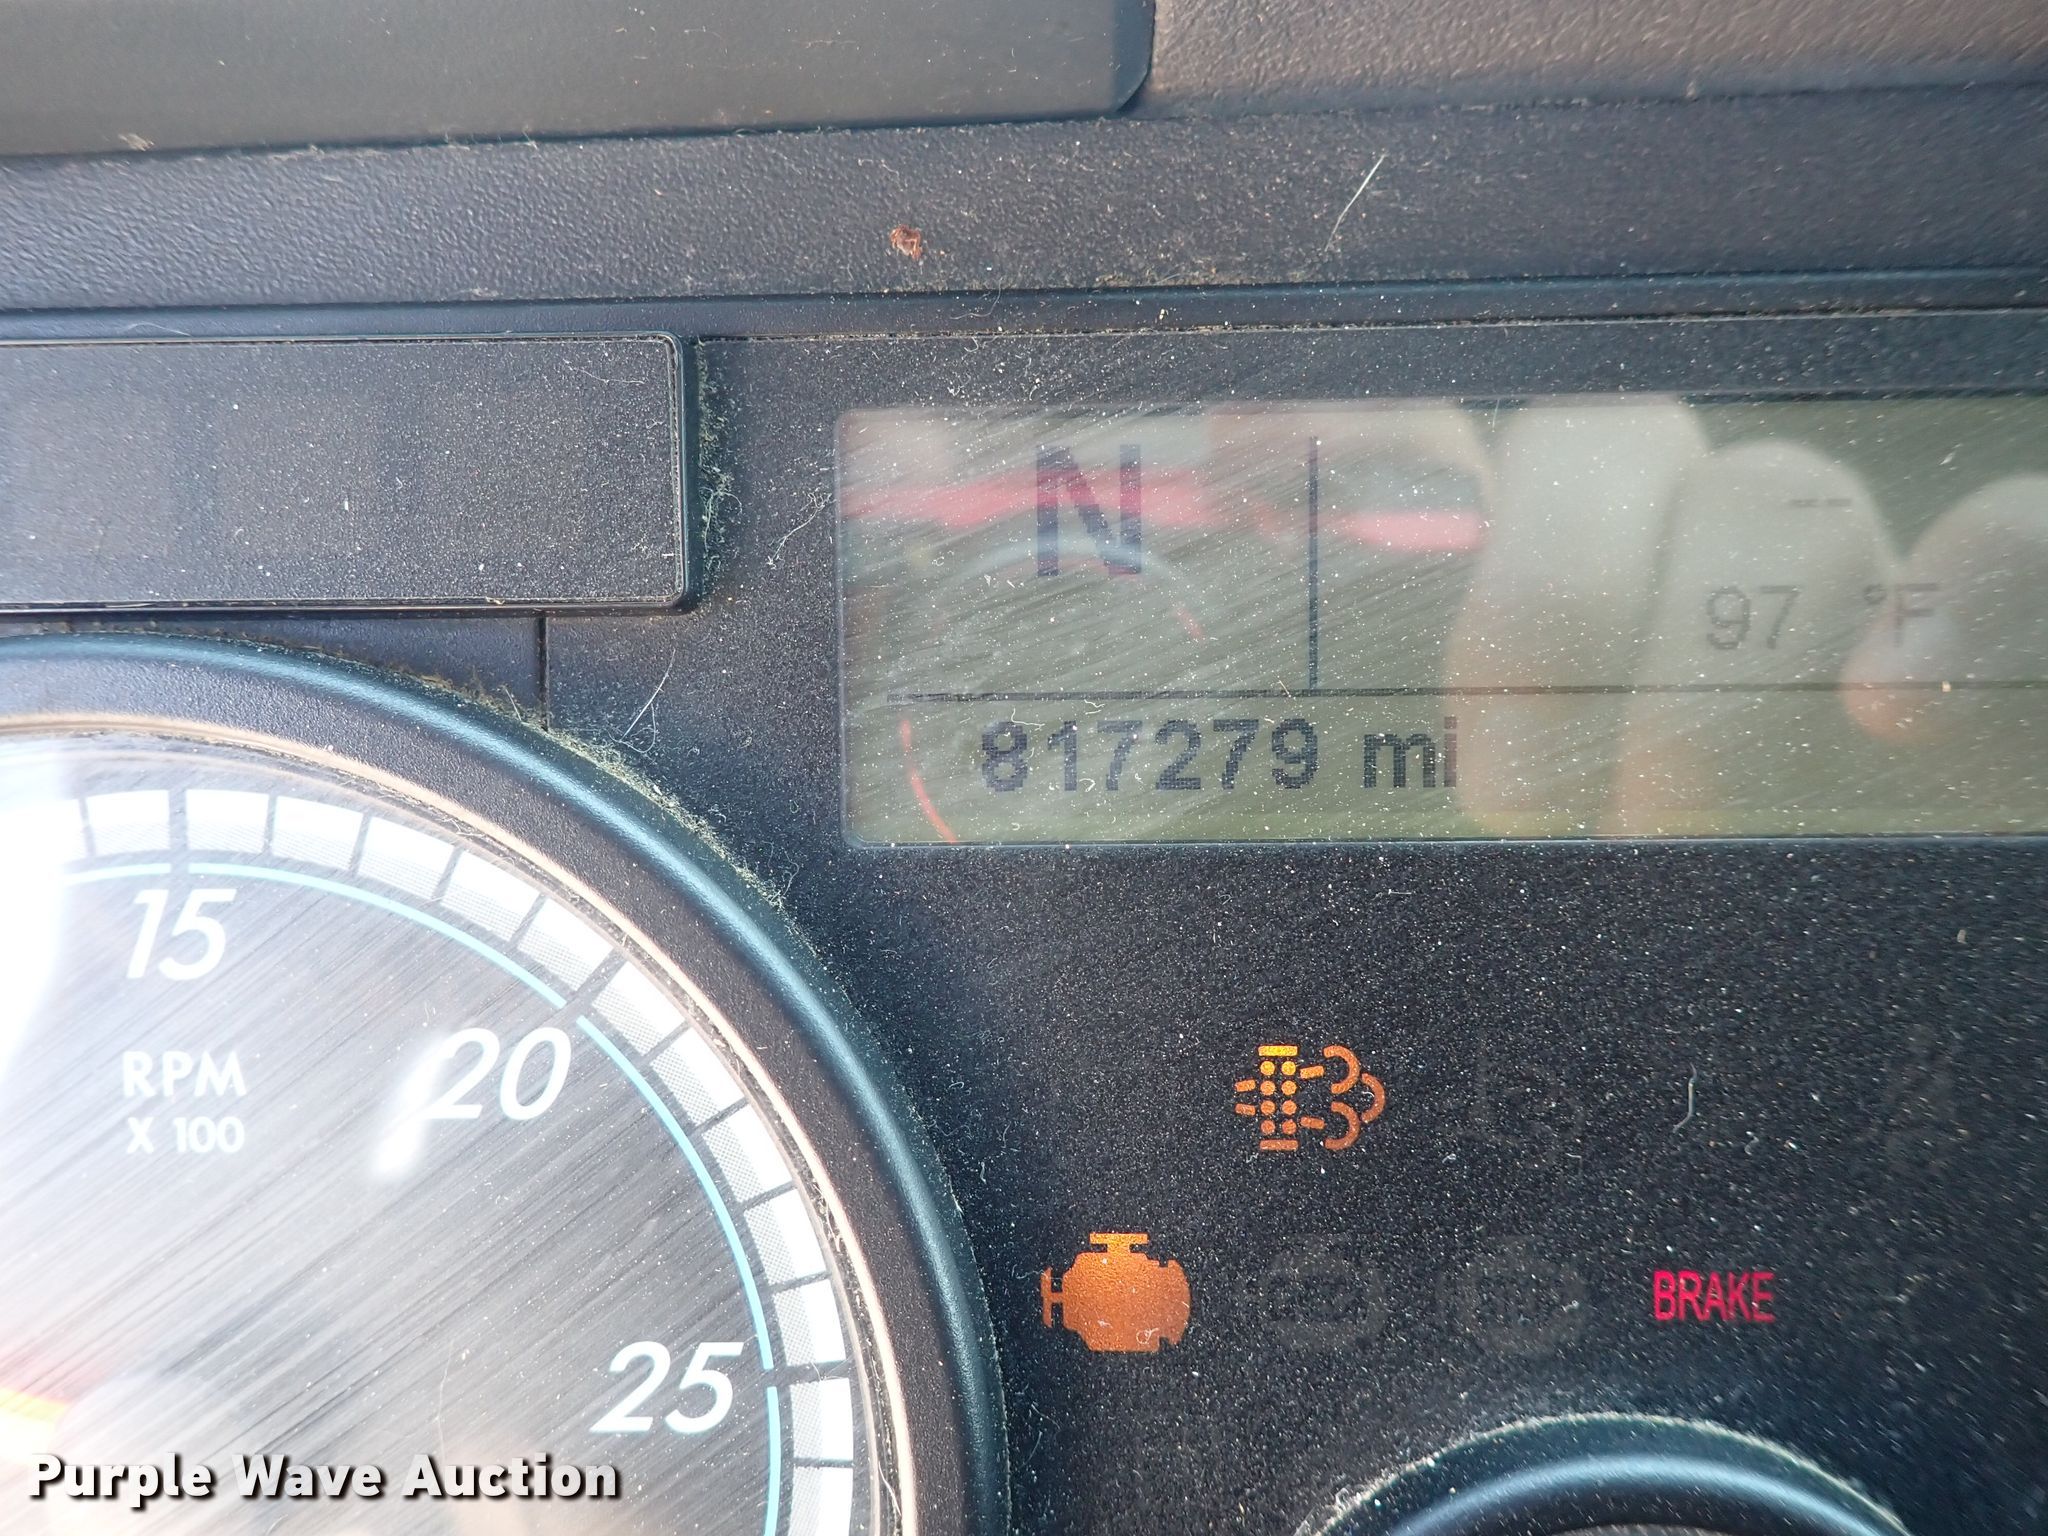 N
--
97 °F
817279 mi
15
20
RPM
X 100
25
BRAKE
Purple Wave Auction